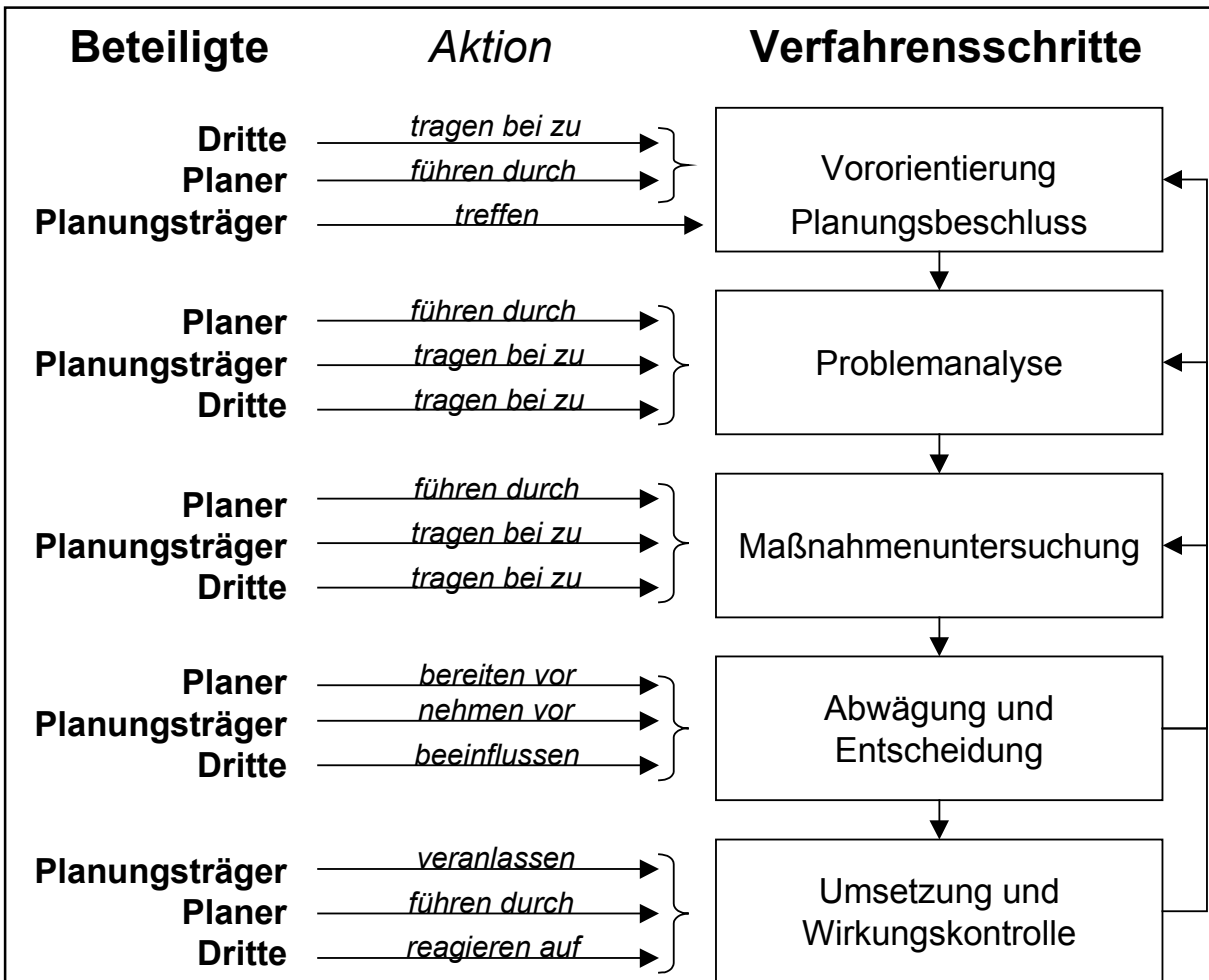 Beteiligte Aktion Verfahrensschritte
Dritte tragen bei zu
Planer führen durch
Vororientierung
Planungsträger treffen
Planungsbeschluss
Planer führen durch
Planungsträger tragen bei zu
Problemanalyse
Dritte tragen bei zu
Planer führen durch
Planungsträger tragen bei zu
Maßnahmenuntersuchung
Dritte tragen bei zu
Planer bereiten vor
Planungsträger nehmen vor
Dritte beeinflussen
Abwägung und
Entscheidung
Planungsträger veranlassen
Planer führen durch
Dritte reagieren auf
Umsetzung und
Wirkungskontrolle